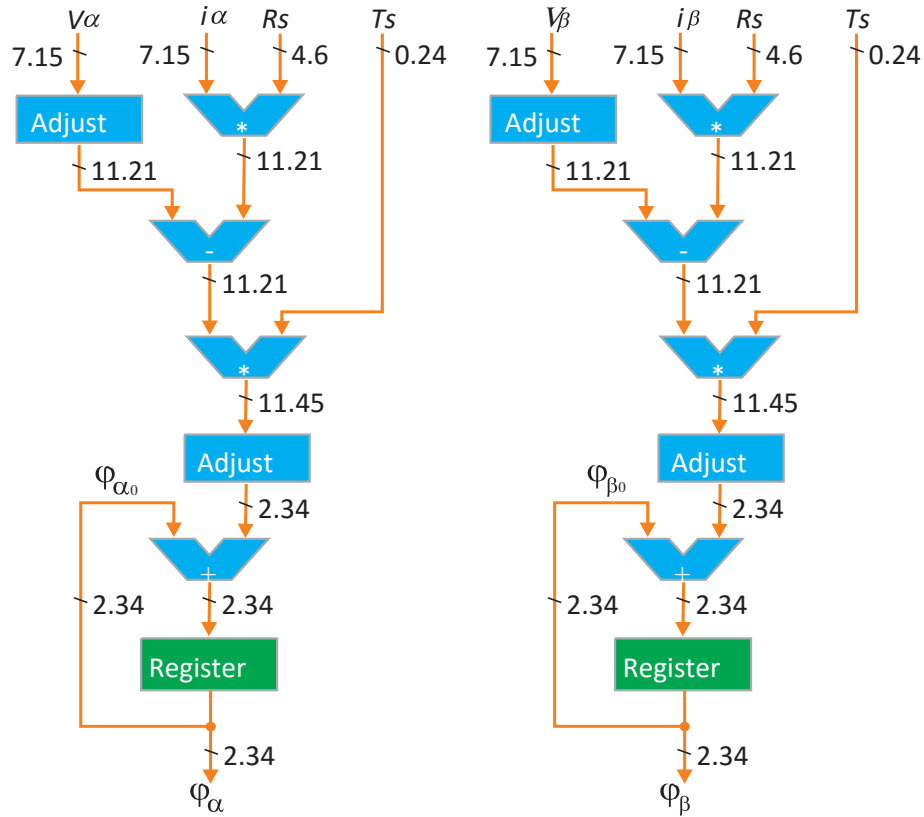 Vα iα Rs Ts Vβ iβ Rs Ts
7.15 7.15 4.6 0.24 7.15 7.15 4.6 0.24
Adjust * Adjust *
11.21 11.21 11.21 11.21
- -
11.21 11.21
* *
11.45 11.45
Adjust Adjust
φα0 2.34 φβ0 2.34
+ +
2.34 2.34 2.34 2.34
Register Register
2.34 2.34
φα φβ